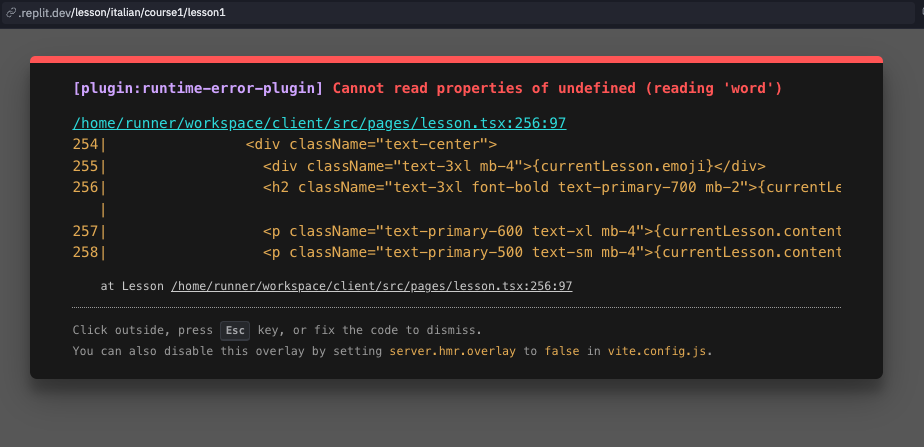 .replit.dev/lesson/italian/course1/lesson1
[plugin:runtime-error-plugin] Cannot read properties of undefined (reading 'word')
/home/runner/workspace/client/src/pages/lesson.tsx:256:97
254|                <div className="text-center">
255|                  <div className="text-3xl mb-4">{currentLesson.emoji}</div>
256|                  <h2 className="text-3xl font-bold text-primary-700 mb-2">{currentLe
|
257|                  <p className="text-primary-600 text-xl mb-4">{currentLesson.content
258|                  <p className="text-primary-500 text-sm mb-4">{currentLesson.content
at Lesson /home/runner/workspace/client/src/pages/lesson.tsx:256:97
Click outside, press Esc key, or fix the code to dismiss.
You can also disable this overlay by setting server.hmr.overlay to false in vite.config.js.